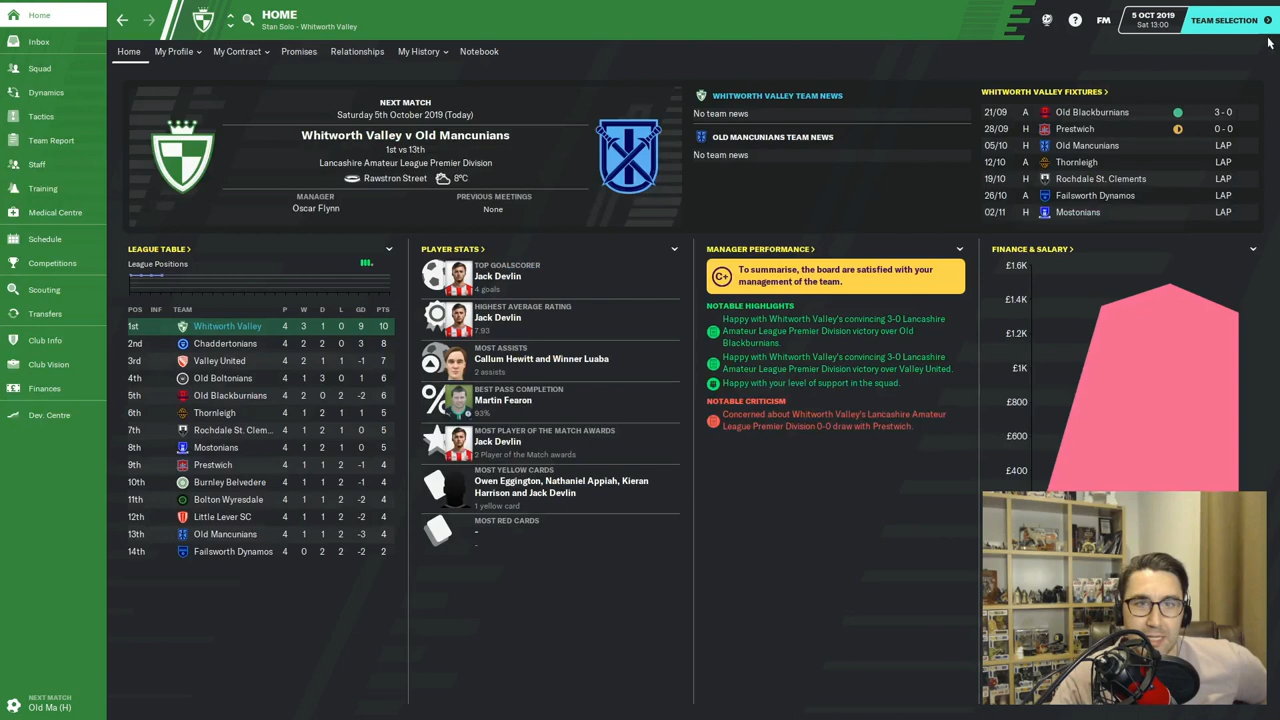 Home
Inbox
Squad
Dynamics
Tactics
Team Report
Staff
Training
Medical Centre
Schedule
Competitions
Scouting
Transfers
Club Info
Club Vision
Finances
Dev. Centre
NEXT MATCH
Old Ma (H)
HOME
Stan Solo - Whitworth Valley
FM
5 OCT 2019
Sat 13:00
TEAM SELECTION
Home
My Profile
My Contract
Promises
Relationships
My History
Notebook
NEXT MATCH
Saturday 5th October 2019 (Today)
Whitworth Valley v Old Mancunians
1st vs 13th
Lancashire Amateur League Premier Division
Rawstron Street 8°C
MANAGER
Oscar Flynn
PREVIOUS MEETINGS
None
WHITWORTH VALLEY TEAM NEWS
No team news
OLD MANCUNIANS TEAM NEWS
No team news
WHITWORTH VALLEY FIXTURES >
21/09 A Old Blackburnians 3 - 0
28/09 H Prestwich 0 - 0
05/10 H Old Mancunians LAP
12/10 A Thornleigh LAP
19/10 H Rochdale St. Clements LAP
26/10 A Failsworth Dynamos LAP
02/11 H Mostonians LAP
LEAGUE TABLE >
League Positions
POS INF TEAM P W D L GD PTS
1st Whitworth Valley 4 3 1 0 9 10
2nd Chaddertonians 4 2 2 0 3 8
3rd Valley United 4 2 1 1 -1 7
4th Old Boltonians 4 1 3 0 1 6
5th Old Blackburnians 4 2 0 2 -2 6
6th Thornleigh 4 1 2 1 1 5
7th Rochdale St. Clem... 4 1 2 1 0 5
8th Mostonians 4 1 2 1 0 5
9th Prestwich 4 1 1 2 -1 4
10th Burnley Belvedere 4 1 1 2 -1 4
11th Bolton Wyresdale 4 1 1 2 -2 4
12th Little Lever SC 4 1 1 2 -2 4
13th Old Mancunians 4 1 1 2 -3 4
14th Failsworth Dynamos 4 0 2 2 -2 2
PLAYER STATS >
TOP GOALSCORER
Jack Devlin
4 goals
HIGHEST AVERAGE RATING
Jack Devlin
7.93
MOST ASSISTS
Callum Hewitt and Winner Luaba
2 assists
BEST PASS COMPLETION
Martin Fearon
93%
MOST PLAYER OF THE MATCH AWARDS
Jack Devlin
2 Player of the Match awards
MOST YELLOW CARDS
Owen Eggington, Nathaniel Appiah, Kieran
Harrison and Jack Devlin
1 yellow card
MOST RED CARDS
-
-
MANAGER PERFORMANCE >
C+
To summarise, the board are satisfied with your
management of the team.
NOTABLE HIGHLIGHTS
Happy with Whitworth Valley's convincing 3-0 Lancashire
Amateur League Premier Division victory over Old
Blackburnians.
Happy with Whitworth Valley's convincing 3-0 Lancashire
Amateur League Premier Division victory over Valley United.
Happy with your level of support in the squad.
NOTABLE CRITICISM
Concerned about Whitworth Valley's Lancashire Amateur
League Premier Division 0-0 draw with Prestwich.
FINANCE & SALARY >
£1.6K
£1.4K
£1.2K
£1K
£800
£600
£400